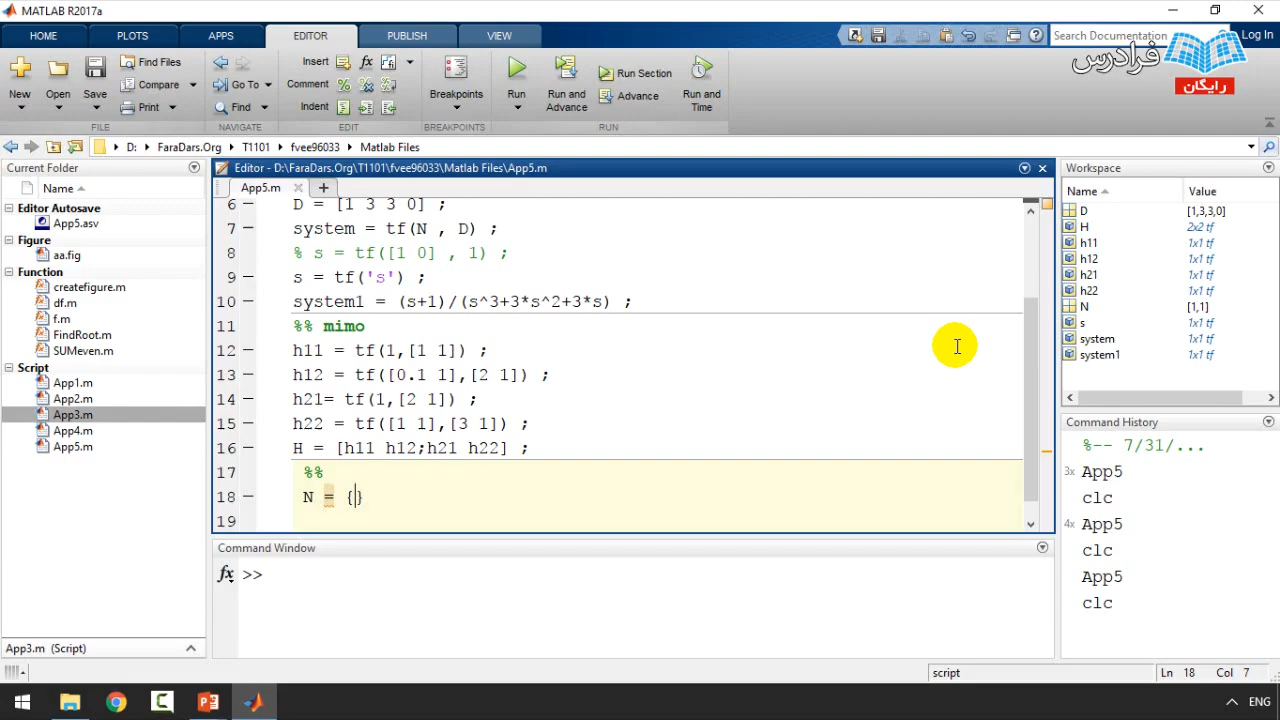 MATLAB R2017a
HOME PLOTS APPS EDITOR PUBLISH VIEW Search Documentation Log In
فرادرس
رایگان
New Open Save Find Files Compare Print
FILE
Go To Find
NAVIGATE
Insert fx
Comment %
Indent
EDIT
Breakpoints
BREAKPOINTS
Run Run and Advance Run Section Advance Run and Time
RUN
D: FaraDars.Org T1101 fvee96033 Matlab Files
Current Folder
Name
Editor Autosave
App5.asv
Figure
aa.fig
Function
createfigure.m
df.m
f.m
FindRoot.m
SUMeven.m
Script
App1.m
App2.m
App3.m
App4.m
App5.m
App3.m (Script)
Editor - D:\FaraDars.Org\T1101\fvee96033\Matlab Files\App5.m
App5.m
6 D = [1 3 3 0] ;
7 system = tf(N , D) ;
8 % s = tf([1 0] , 1) ;
9 s = tf('s') ;
10 system1 = (s+1)/(s^3+3*s^2+3*s) ;
11 %% mimo
12 h11 = tf(1,[1 1]) ;
13 h12 = tf([0.1 1],[2 1]) ;
14 h21= tf(1,[2 1]) ;
15 h22 = tf([1 1],[3 1]) ;
16 H = [h11 h12;h21 h22] ;
17 %%
18 N = {}
19
Command Window
fx >>
Workspace
Name Value
D [1,3,3,0]
H 2x2 tf
h11 1x1 tf
h12 1x1 tf
h21 1x1 tf
h22 1x1 tf
N [1,1]
s 1x1 tf
system 1x1 tf
system1 1x1 tf
Command History
%-- 7/31/...
3x App5
clc
4x App5
clc
App5
clc
script Ln 18 Col 7
ENG